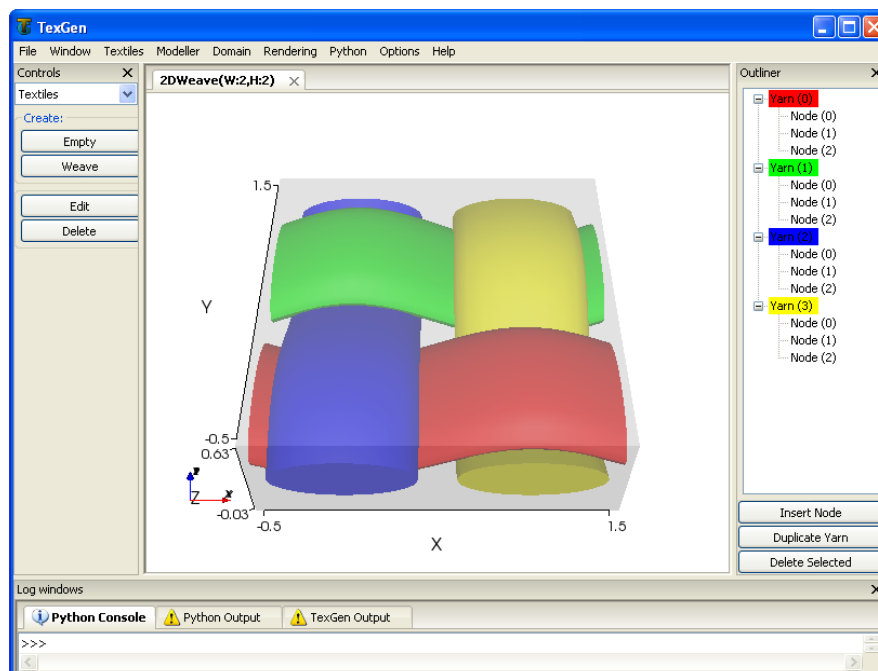 TexGen
File Window Textiles Modeller Domain Rendering Python Options Help
Controls
Textiles
Create:
Empty
Weave
Edit
Delete
2DWeave(W:2,H:2)
1.5
Y
-0.5
0.63
-0.03
-0.5
1.5
X
Y
Z
X
Outliner
Yarn (0)
Node (0)
Node (1)
Node (2)
Yarn (1)
Node (0)
Node (1)
Node (2)
Yarn (2)
Node (0)
Node (1)
Node (2)
Yarn (3)
Node (0)
Node (1)
Node (2)
Insert Node
Duplicate Yarn
Delete Selected
Log windows
Python Console
Python Output
TexGen Output
>>>